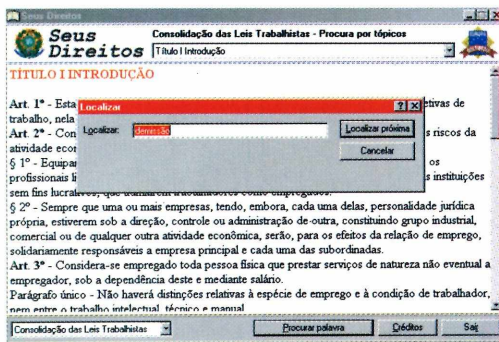 Seus Direitos
Seus Direitos
Consolidação das Leis Trabalhistas - Procura por tópicos
Título I Introdução
TÍTULO I INTRODUÇÃO
Art. 1º - Esta
etivas de
trabalho, nela
Art. 2º - Con
s riscos da
atividade econ
§ 1º - Equipar
os
profissionais li
s instituições
sem fins lucrativos, que admitirem trabalhadores como empregados.
§ 2º - Sempre que uma ou mais empresas, tendo, embora, cada uma delas, personalidade jurídica
própria, estiverem sob a direção, controle ou administração de outra, constituindo grupo industrial,
comercial ou de qualquer outra atividade econômica, serão, para os efeitos da relação de emprego,
solidariamente responsáveis a empresa principal e cada uma das subordinadas.
Art. 3º - Considera-se empregado toda pessoa física que prestar serviços de natureza não eventual a
empregador, sob a dependência deste e mediante salário.
Parágrafo único - Não haverá distinções relativas à espécie de emprego e à condição de trabalhador,
nem entre o trabalho intelectual, técnico e manual.
Localizar
Localizar:
demissão
Localizar próxima
Cancelar
Consolidação das Leis Trabalhistas
Procurar palavra
Créditos
Sair